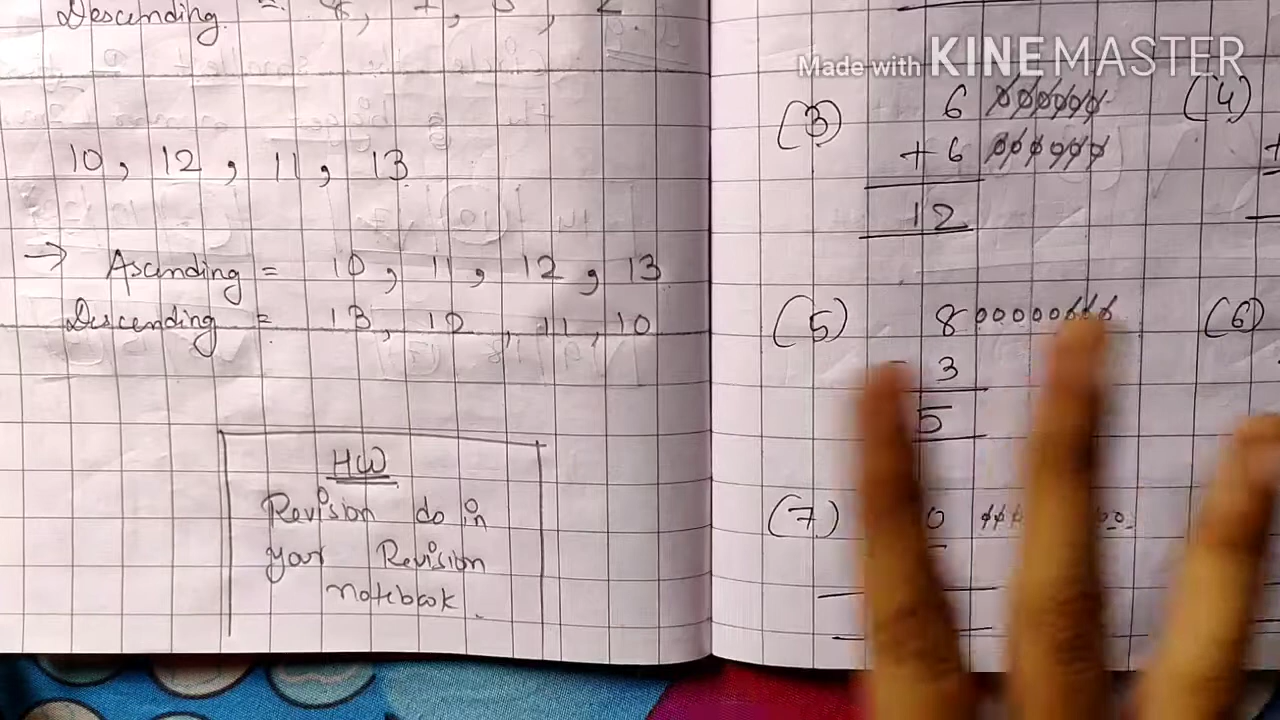 Descending =
10, 12, 11, 13
→ Ascending = 10, 11, 12, 13
Descending = 13, 12, 11, 10
HW
Revision do in
your Revision
notebook.
Made with KINEMASTER
(3) 6
+ 6
12
(4)
+
(5) 8
- 3
5
(6)
(7) 0